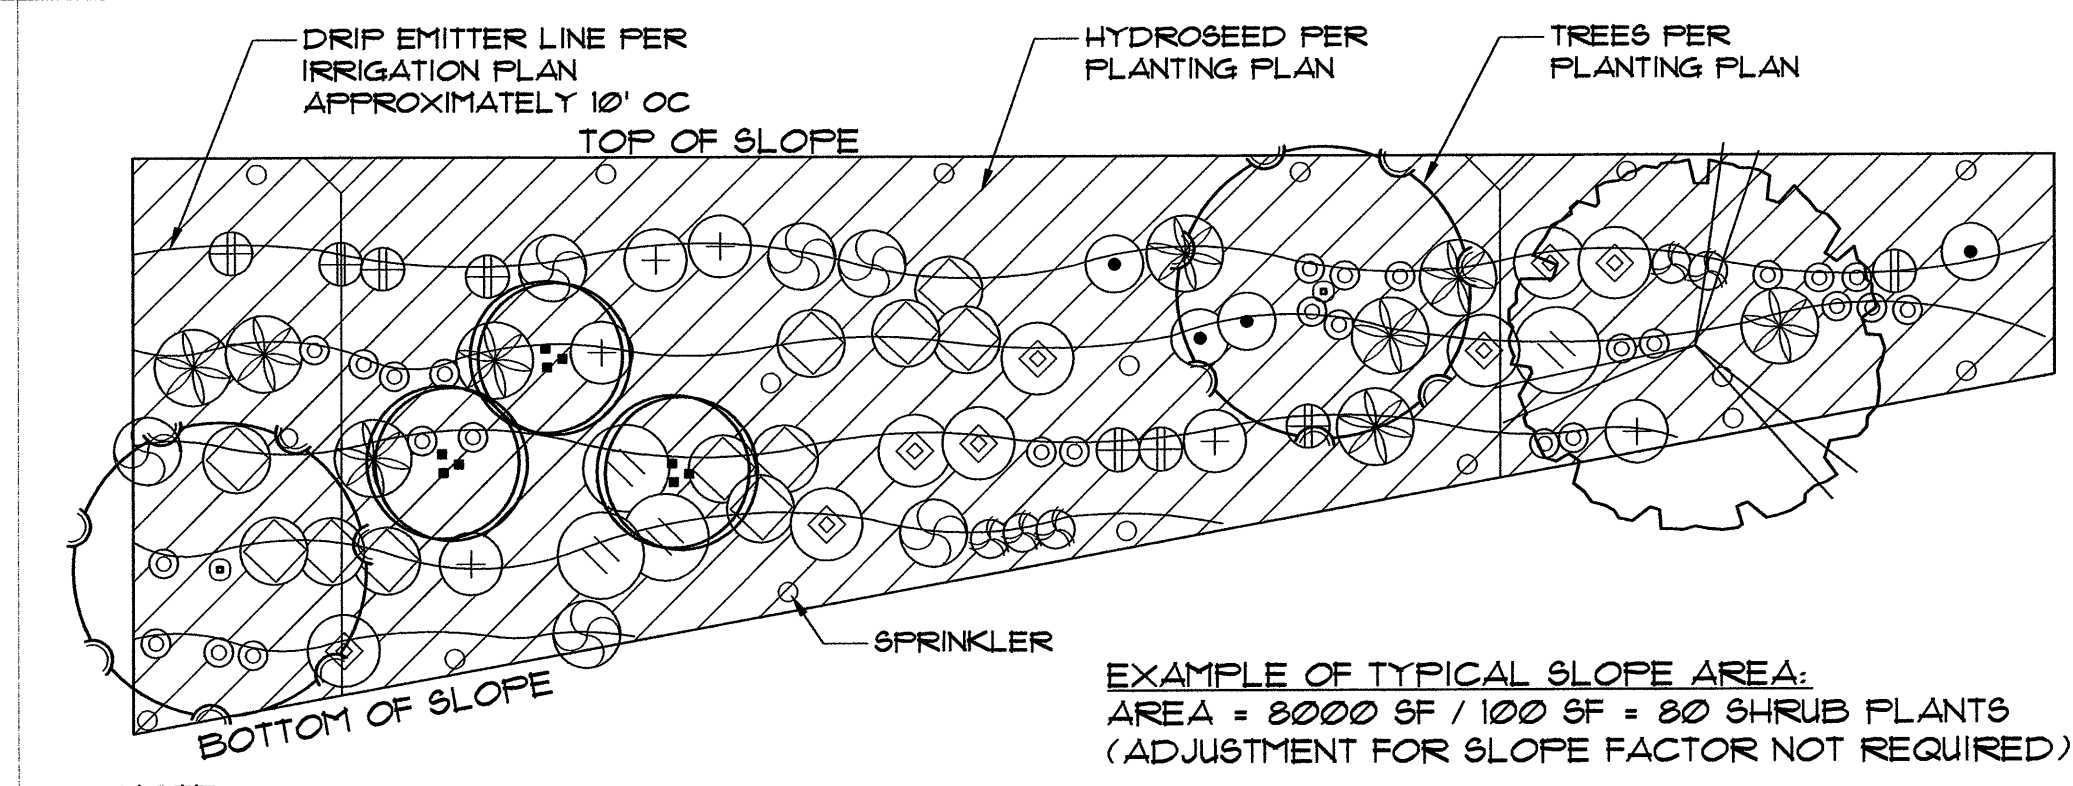 DRIP EMITTER LINE PER
IRRIGATION PLAN
APPROXIMATELY 10' OC
HYDROSEED PER
PLANTING PLAN
TREES PER
PLANTING PLAN
TOP OF SLOPE
SPRINKLER
BOTTOM OF SLOPE
EXAMPLE OF TYPICAL SLOPE AREA:
AREA = 8000 SF / 100 SF = 80 SHRUB PLANTS
(ADJUSTMENT FOR SLOPE FACTOR NOT REQUIRED)